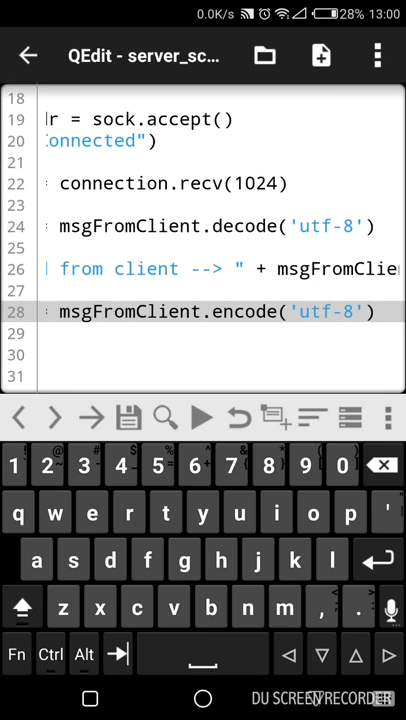 0.0K/s 28% 13:00
QEdit - server_sc...
18
19 r = sock.accept()
20 connected")
21
22 = connection.recv(1024)
23
24 = msgFromClient.decode('utf-8')
25
26 from client --> " + msgFromClie
27
28 = msgFromClient.encode('utf-8')
29
30
31
! @ # $ % ^ & * ( )
1 2 3 4 5 6 7 8 9 0
q w e r t y u i o p '
a s d f g h j k l
z x c v b n m , .
Fn Ctrl Alt
DU SCREEN RECORDER